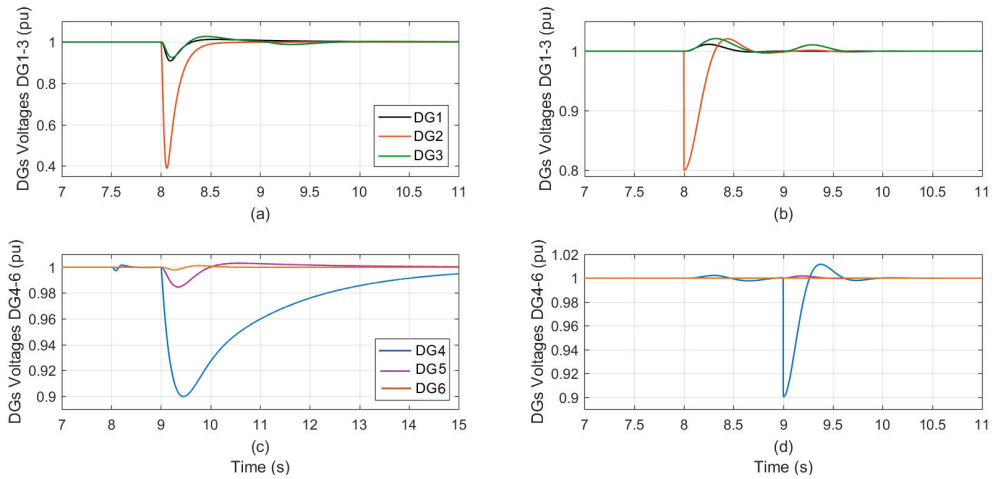 DGs Voltages DG1-3 (pu)
1
0.8
0.6
0.4
DG1
DG2
DG3
7 7.5 8 8.5 9 9.5 10 10.5 11
(a)
DGs Voltages DG1-3 (pu)
1
0.9
0.8
7 7.5 8 8.5 9 9.5 10 10.5 11
(b)
DGs Voltages DG4-6 (pu)
1
0.98
0.96
0.94
0.92
0.9
DG4
DG5
DG6
7 8 9 10 11 12 13 14 15
(c)
Time (s)
DGs Voltages DG4-6 (pu)
1.02
1
0.98
0.96
0.94
0.92
0.9
7 7.5 8 8.5 9 9.5 10 10.5 11
(d)
Time (s)